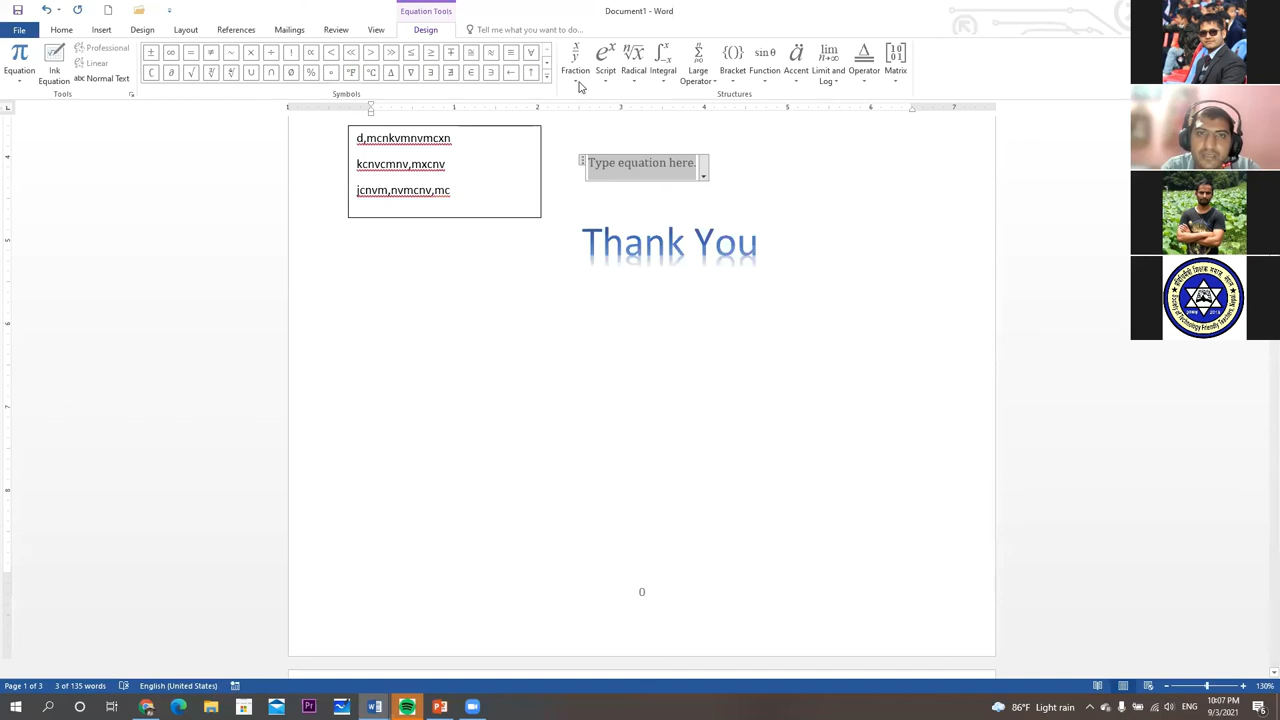 Equation Tools
Document1 - Word
File
Home
Insert
Design
Layout
References
Mailings
Review
View
Design
Tell me what you want to do...
Equation
Ink Equation
Professional
Linear
abc Normal Text
Tools
Symbols
Fraction
Script
Radical
Integral
Large Operator
Bracket
Function
Accent
Limit and Log
Operator
Matrix
Structures
d,mcnkvmnvmcxn
kcnvcmnv,mxcnv
jcnvm,nvmcnv,mc
Type equation here.
Thank You
0
Page 1 of 3
3 of 135 words
English (United States)
130%
86°F Light rain
10:07 PM
9/3/2021